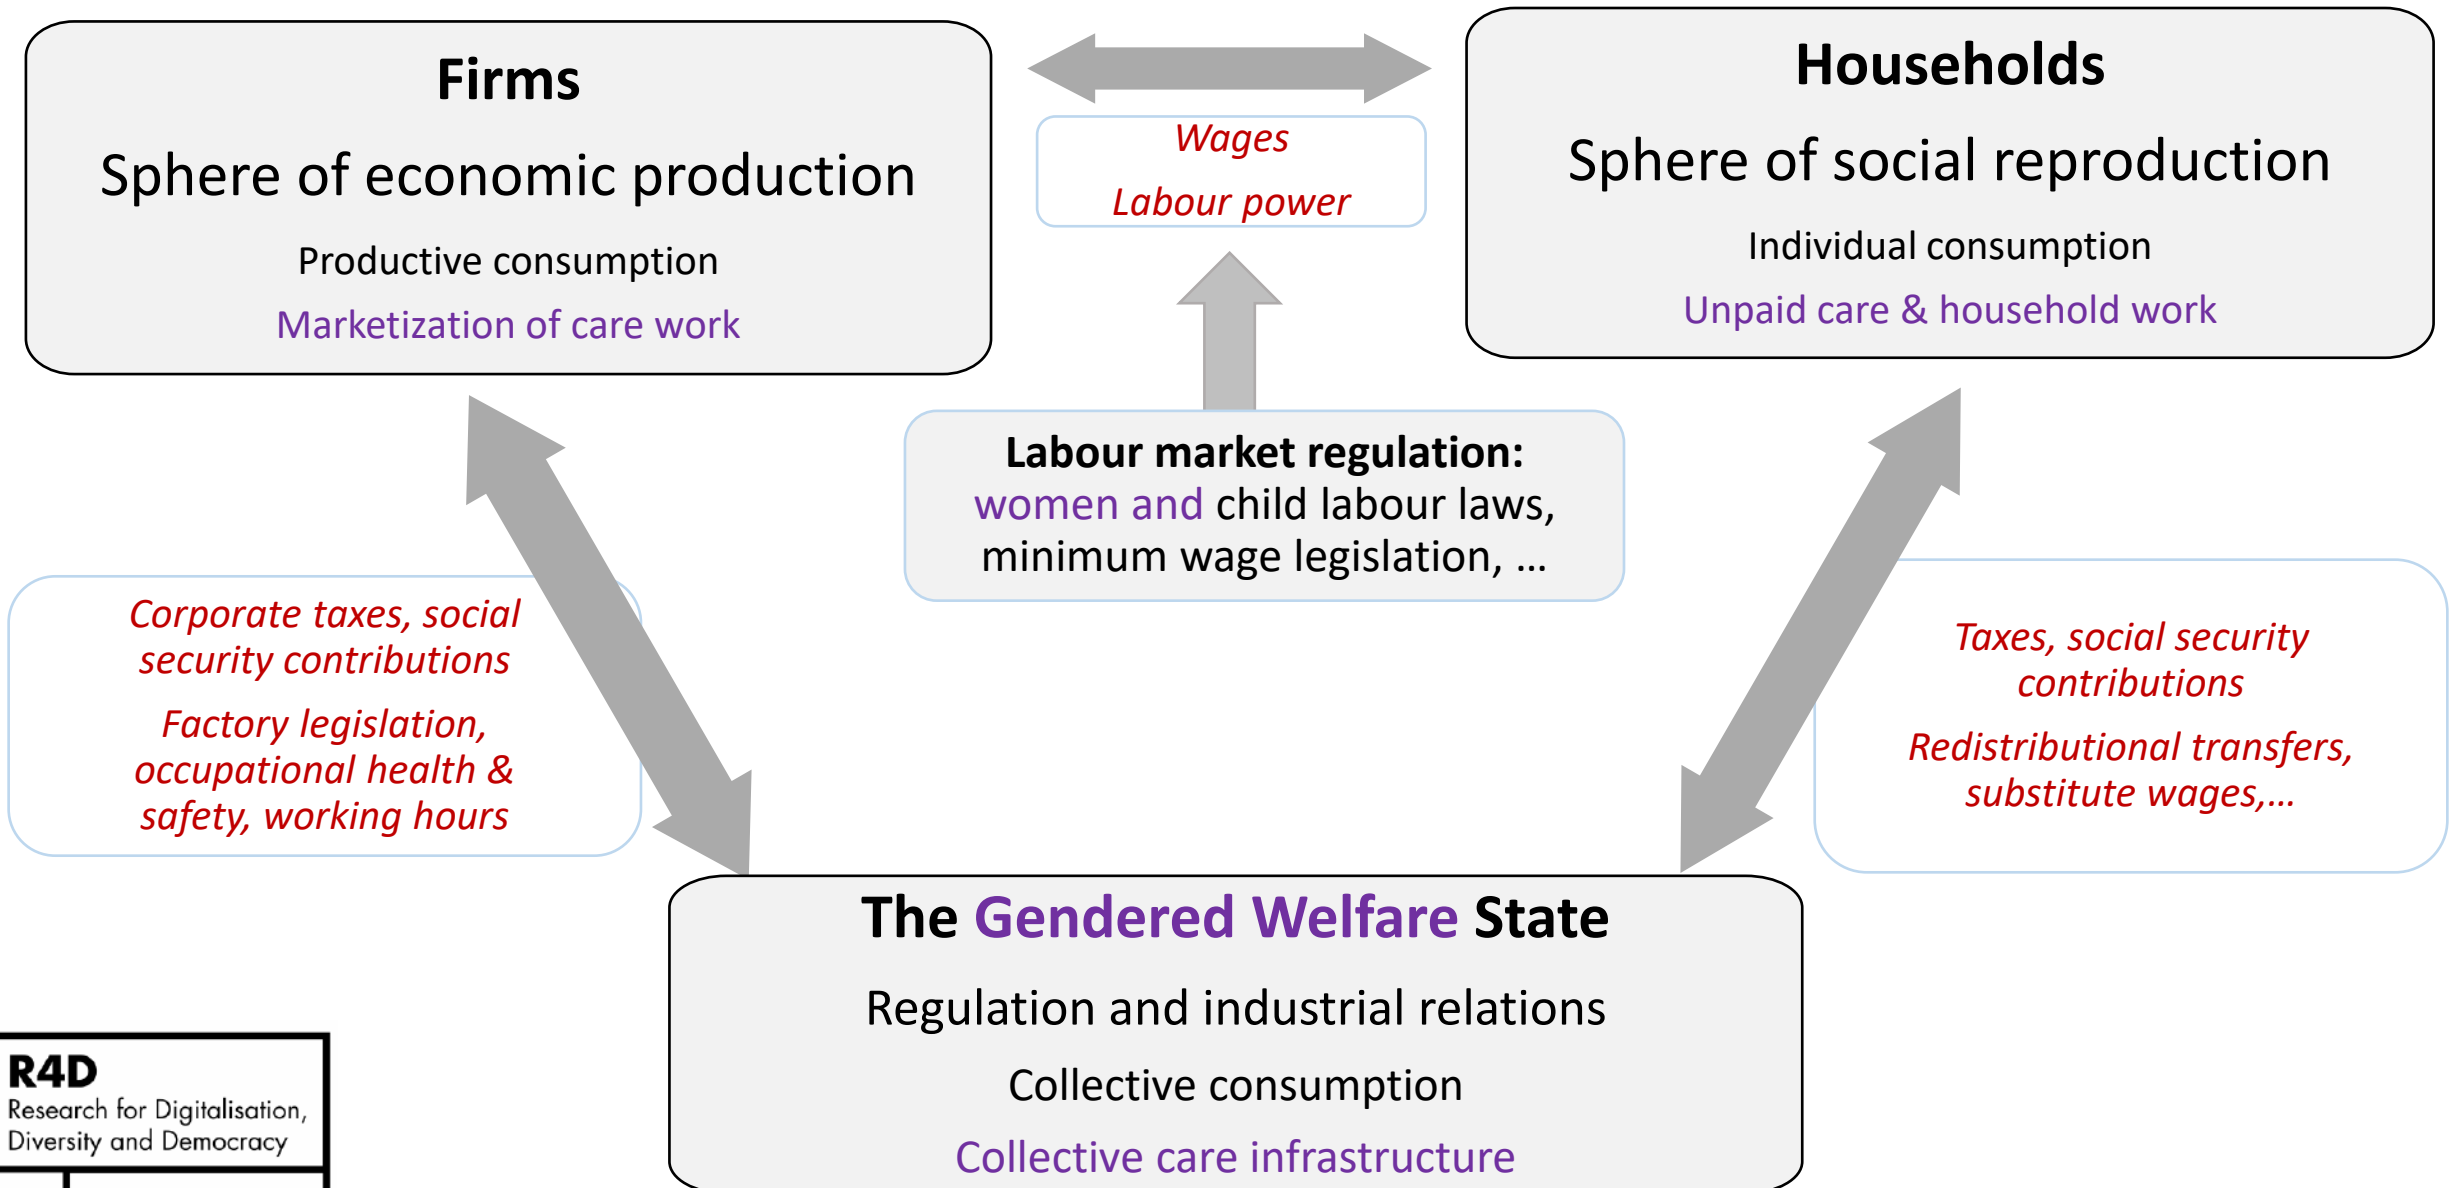 Firms
Sphere of economic production
Productive consumption
Marketization of care work
Wages
Labour power
Households
Sphere of social reproduction
Individual consumption
Unpaid care & household work
Labour market regulation:
women and child labour laws,
minimum wage legislation, ...
Corporate taxes, social
security contributions
Factory legislation,
occupational health &
safety, working hours
Taxes, social security
contributions
Redistributional transfers,
substitute wages,...
The Gendered Welfare State
Regulation and industrial relations
Collective consumption
Collective care infrastructure
R4D
Research for Digitalisation,
Diversity and Democracy